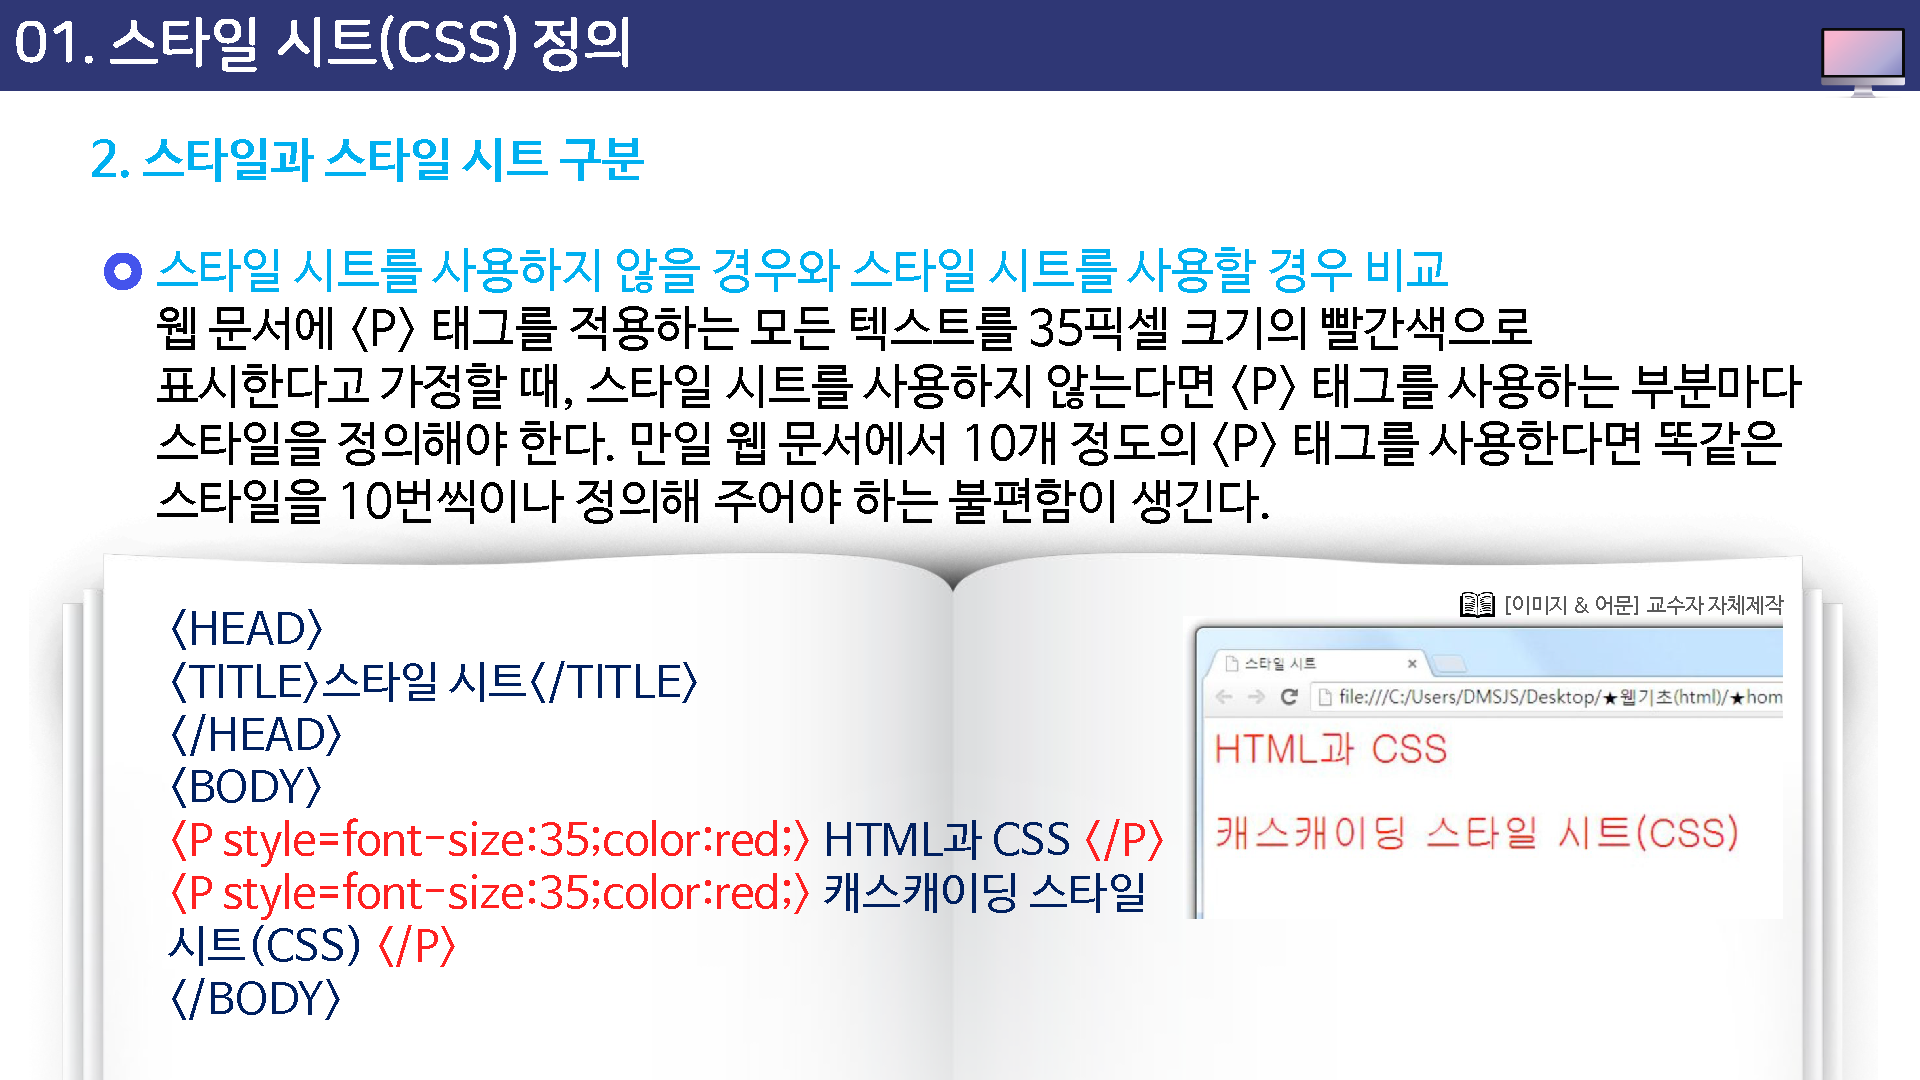 01. 스타일 시트(CSS) 정의
2. 스타일과 스타일 시트 구분
스타일 시트를 사용하지 않을 경우와 스타일 시트를 사용할 경우 비교
웹 문서에 〈P〉 태그를 적용하는 모든 텍스트를 35픽셀 크기의 빨간색으로
표시한다고 가정할 때, 스타일 시트를 사용하지 않는다면 〈P〉 태그를 사용하는 부분마다
스타일을 정의해야 한다. 만일 웹 문서에서 10개 정도의 〈P〉 태그를 사용한다면 똑같은
스타일을 10번씩이나 정의해 주어야 하는 불편함이 생긴다.
〈HEAD〉
〈TITLE〉스타일 시트〈/TITLE〉
〈/HEAD〉
〈BODY〉
〈P style=font-size:35;color:red;〉 HTML과 CSS 〈/P〉
〈P style=font-size:35;color:red;〉 캐스캐이딩 스타일
시트(CSS) 〈/P〉
〈/BODY〉
[이미지 & 어문] 교수자 자체제작
스타일 시트
file:///C:/Users/DMSJS/Desktop/★웹기초(html)/★hom
HTML과 CSS
캐스캐이딩 스타일 시트(CSS)